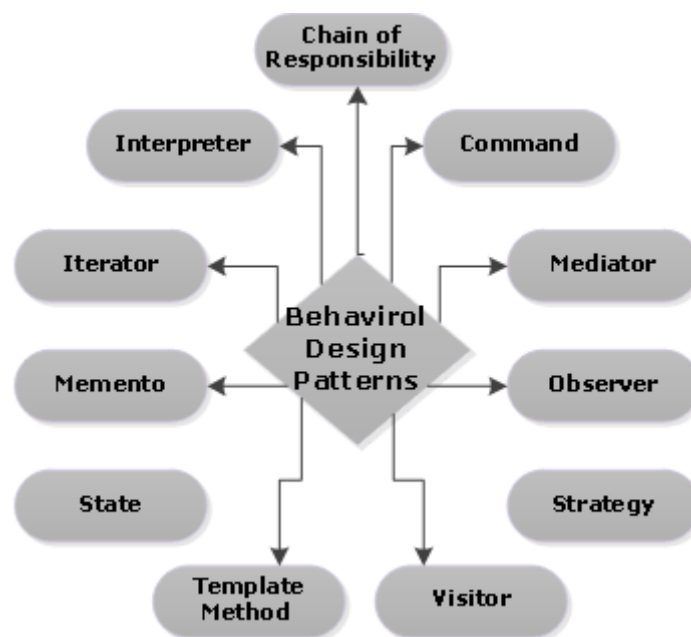 Chain of
Responsibility
Interpreter
Command
Iterator
Mediator
Behavirol
Design
Patterns
Memento
Observer
State
Strategy
Template
Method
Visitor